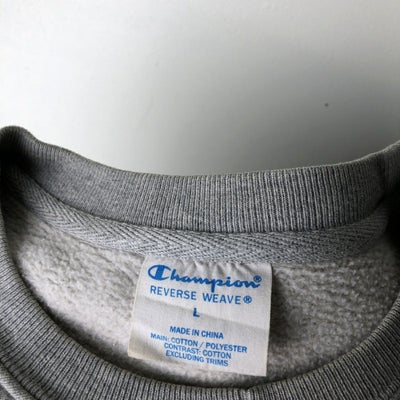 Champion®
REVERSE WEAVE®
L
MADE IN CHINA
MAIN: COTTON / POLYESTER
CONTRAST: COTTON
EXCLUDING TRIMS